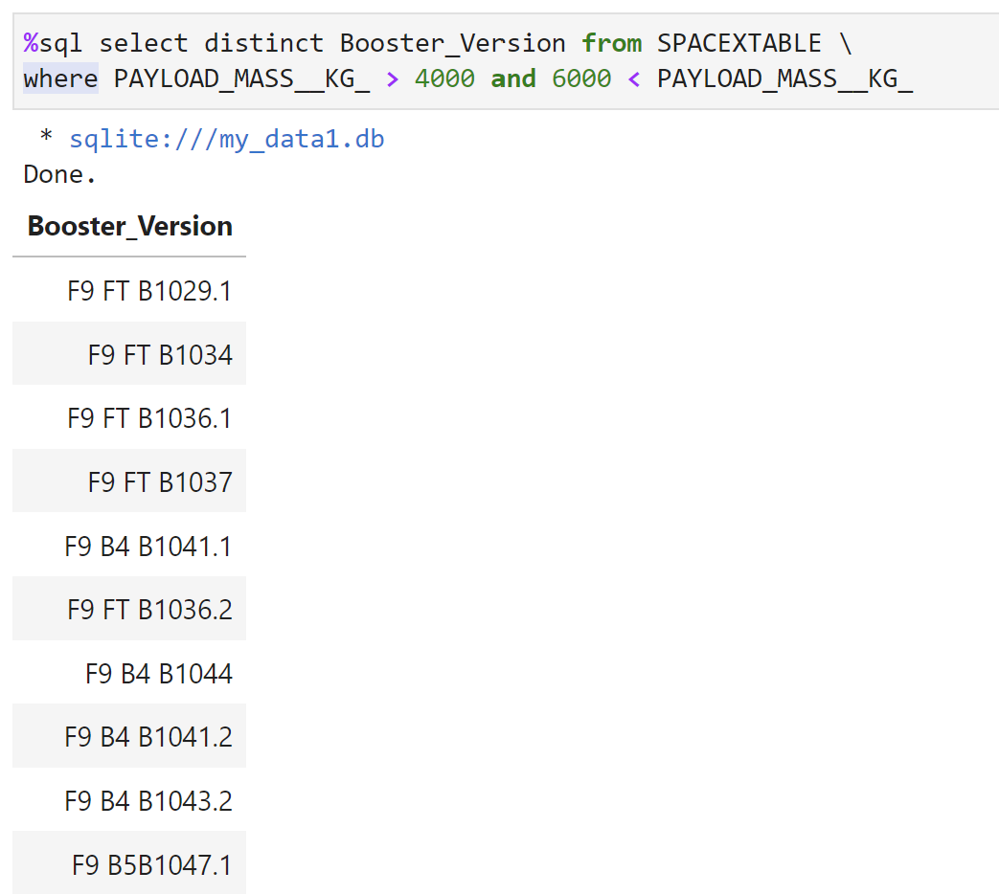 %sql select distinct Booster_Version from SPACEXTABLE \
where PAYLOAD_MASS__KG_ > 4000 and 6000 < PAYLOAD_MASS__KG_
* sqlite:///my_data1.db
Done.
Booster_Version
F9 FT B1029.1
F9 FT B1034
F9 FT B1036.1
F9 FT B1037
F9 B4 B1041.1
F9 FT B1036.2
F9 B4 B1044
F9 B4 B1041.2
F9 B4 B1043.2
F9 B5B1047.1